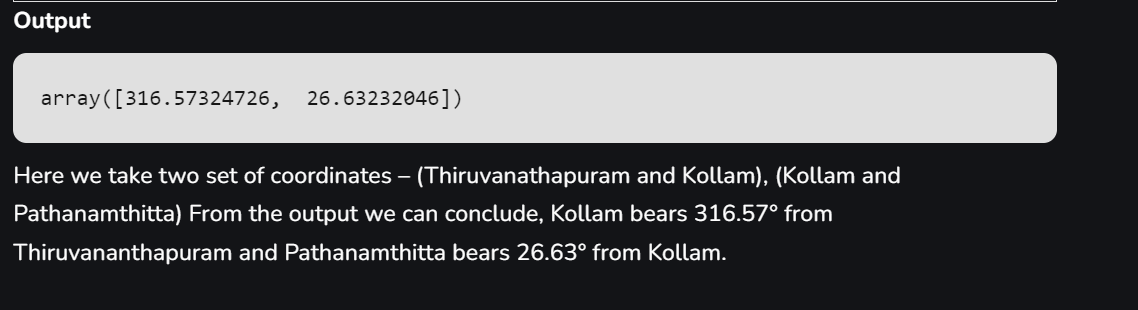 Output
array([316.57324726,  26.63232046])
Here we take two set of coordinates – (Thiruvanathapuram and Kollam), (Kollam and
Pathanamthitta) From the output we can conclude, Kollam bears 316.57° from
Thiruvananthapuram and Pathanamthitta bears 26.63° from Kollam.